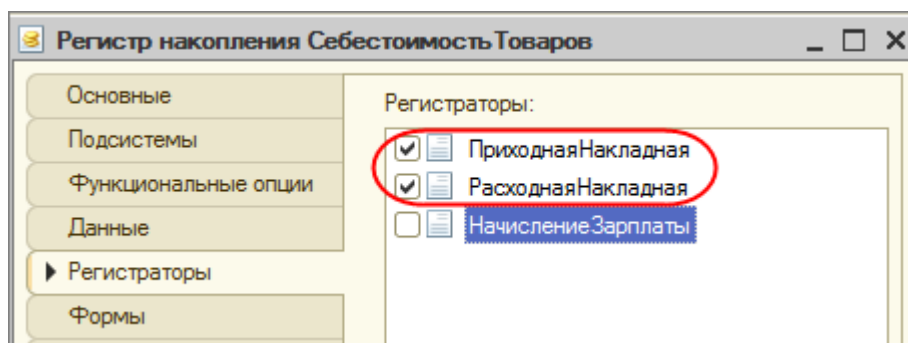 Регистр накопления СебестоимостьТоваров
Основные
Подсистемы
Функциональные опции
Данные
Регистраторы
Формы
Регистраторы:
ПриходнаяНакладная
РасходнаяНакладная
НачислениеЗарплаты